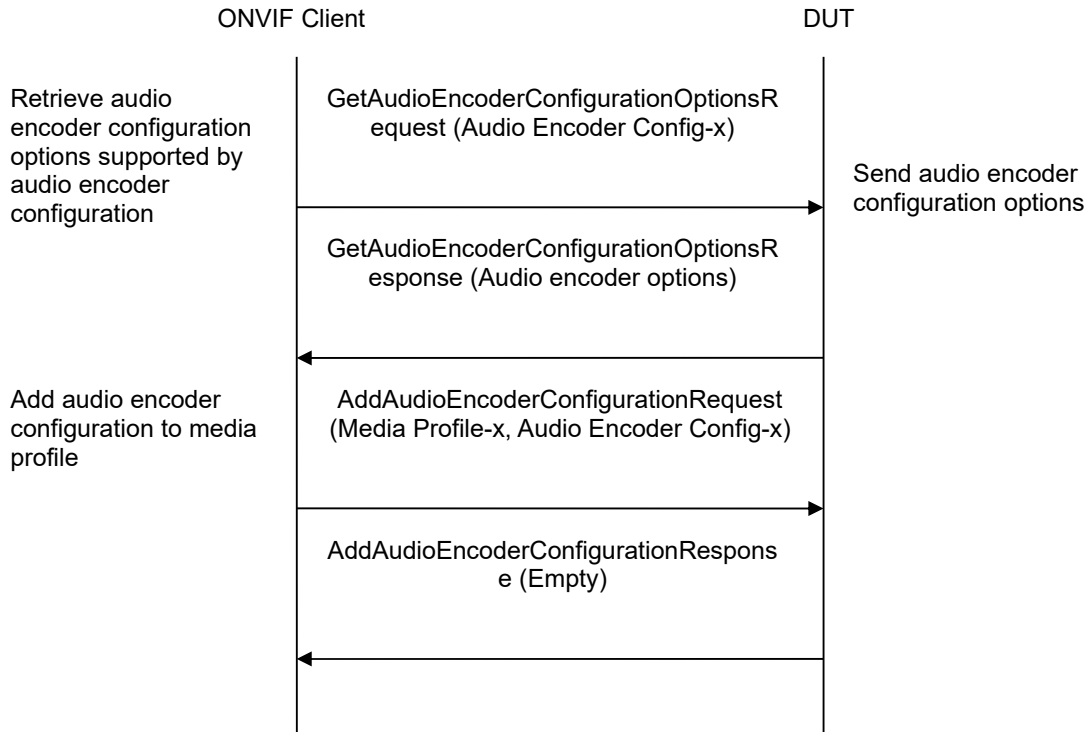 ONVIF Client
DUT
Retrieve audio
encoder configuration
options supported by
audio encoder
configuration
GetAudioEncoderConfigurationOptionsR
equest (Audio Encoder Config-x)
Send audio encoder
configuration options
GetAudioEncoderConfigurationOptionsR
esponse (Audio encoder options)
Add audio encoder
configuration to media
profile
AddAudioEncoderConfigurationRequest
(Media Profile-x, Audio Encoder Config-x)
AddAudioEncoderConfigurationRespons
e (Empty)